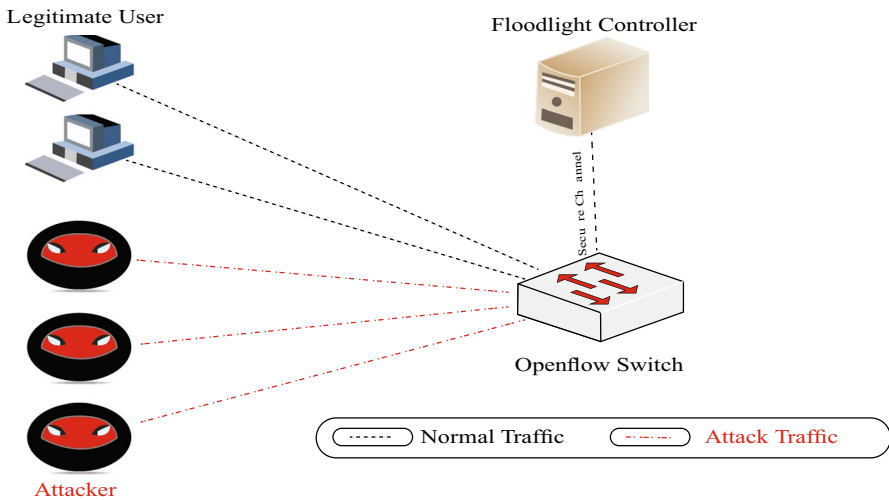 Legitimate User
Floodlight Controller
Secu re Ch annel
Openflow Switch
Normal Traffic
Attack Traffic
Attacker